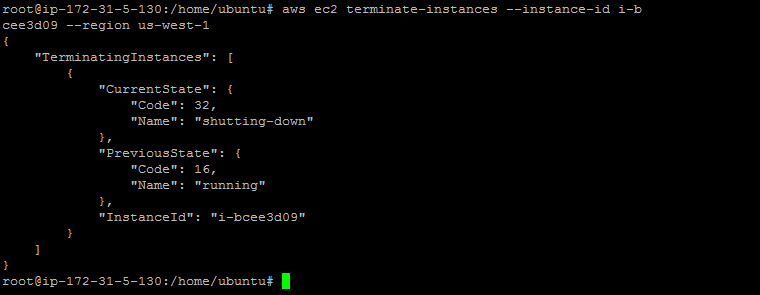 root@ip-172-31-5-130:/home/ubuntu# aws ec2 terminate-instances --instance-id i-b
cee3d09 --region us-west-1
{
    "TerminatingInstances": [
        {
            "CurrentState": {
                "Code": 32,
                "Name": "shutting-down"
            },
            "PreviousState": {
                "Code": 16,
                "Name": "running"
            },
            "InstanceId": "i-bcee3d09"
        }
    ]
}
root@ip-172-31-5-130:/home/ubuntu#